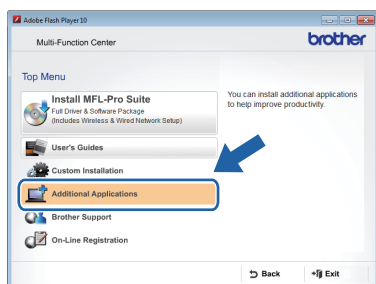 Adobe Flash Player 10
Multi-Function Center
brother
Top Menu
Install MFL-Pro Suite
Full Driver & Software Package
(Includes Wireless & Wired Network Setup)
User's Guides
Custom Installation
Additional Applications
Brother Support
On-Line Registration
You can install additional applications
to help improve productivity.
Back
Exit